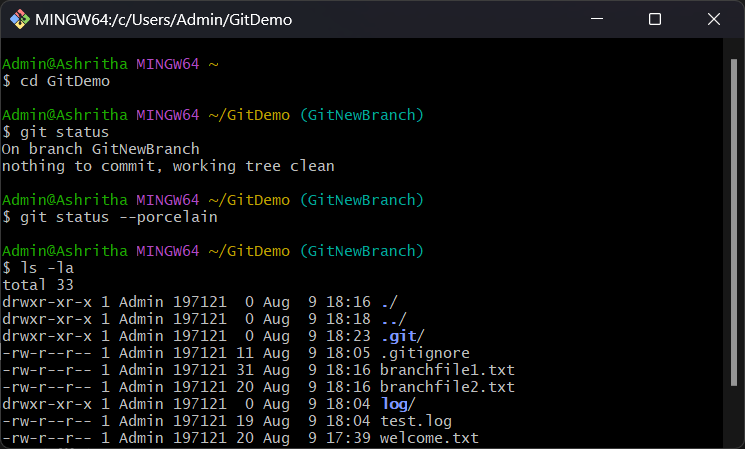 MINGW64:/c/Users/Admin/GitDemo
Admin@Ashritha MINGW64 ~
$ cd GitDemo
Admin@Ashritha MINGW64 ~/GitDemo (GitNewBranch)
$ git status
On branch GitNewBranch
nothing to commit, working tree clean
Admin@Ashritha MINGW64 ~/GitDemo (GitNewBranch)
$ git status --porcelain
Admin@Ashritha MINGW64 ~/GitDemo (GitNewBranch)
$ ls -la
total 33
drwxr-xr-x 1 Admin 197121  0 Aug  9 18:16 ./
drwxr-xr-x 1 Admin 197121  0 Aug  9 18:18 ../
drwxr-xr-x 1 Admin 197121  0 Aug  9 18:23 .git/
-rw-r--r-- 1 Admin 197121 11 Aug  9 18:05 .gitignore
-rw-r--r-- 1 Admin 197121 31 Aug  9 18:16 branchfile1.txt
-rw-r--r-- 1 Admin 197121 20 Aug  9 18:16 branchfile2.txt
drwxr-xr-x 1 Admin 197121  0 Aug  9 18:04 log/
-rw-r--r-- 1 Admin 197121 19 Aug  9 18:04 test.log
-rw-r--r-- 1 Admin 197121 20 Aug  9 17:39 welcome.txt